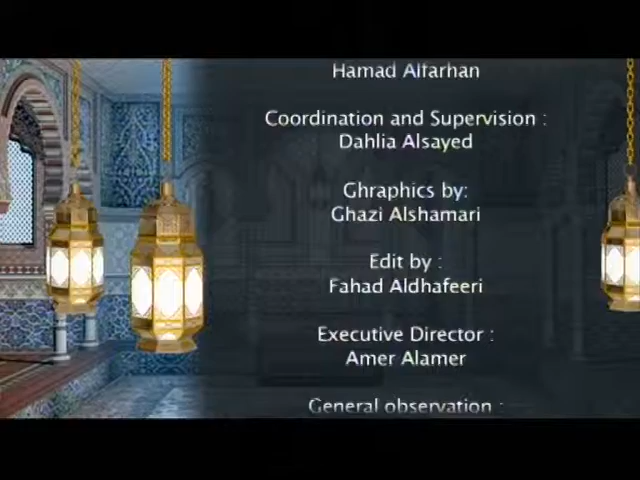 Hamad Alfarhan
Coordination and Supervision :
Dahlia Alsayed
Ghraphics by:
Ghazi Alshamari
Edit by :
Fahad Aldhafeeri
Executive Director :
Amer Alamer
General observation :